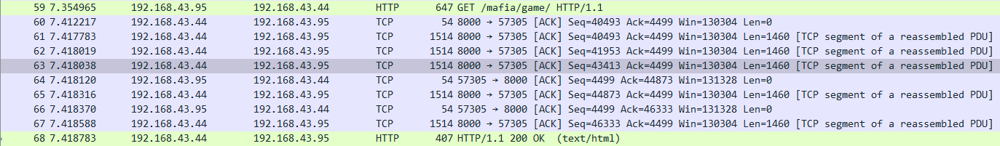 59 7.354965 192.168.43.95 192.168.43.44 HTTP 647 GET /mafia/game/ HTTP/1.1
60 7.412217 192.168.43.44 192.168.43.95 TCP 54 8000 → 57305 [ACK] Seq=40493 Ack=4499 Win=130304 Len=0
61 7.417783 192.168.43.44 192.168.43.95 TCP 1514 8000 → 57305 [ACK] Seq=40493 Ack=4499 Win=130304 Len=1460 [TCP segment of a reassembled PDU]
62 7.418019 192.168.43.44 192.168.43.95 TCP 1514 8000 → 57305 [ACK] Seq=41953 Ack=4499 Win=130304 Len=1460 [TCP segment of a reassembled PDU]
63 7.418038 192.168.43.44 192.168.43.95 TCP 1514 8000 → 57305 [ACK] Seq=43413 Ack=4499 Win=130304 Len=1460 [TCP segment of a reassembled PDU]
64 7.418120 192.168.43.95 192.168.43.44 TCP 54 57305 → 8000 [ACK] Seq=4499 Ack=44873 Win=131328 Len=0
65 7.418316 192.168.43.44 192.168.43.95 TCP 1514 8000 → 57305 [ACK] Seq=44873 Ack=4499 Win=130304 Len=1460 [TCP segment of a reassembled PDU]
66 7.418370 192.168.43.95 192.168.43.44 TCP 54 57305 → 8000 [ACK] Seq=4499 Ack=46333 Win=131328 Len=0
67 7.418588 192.168.43.44 192.168.43.95 TCP 1514 8000 → 57305 [ACK] Seq=46333 Ack=4499 Win=130304 Len=1460 [TCP segment of a reassembled PDU]
68 7.418783 192.168.43.44 192.168.43.95 HTTP 407 HTTP/1.1 200 OK (text/html)